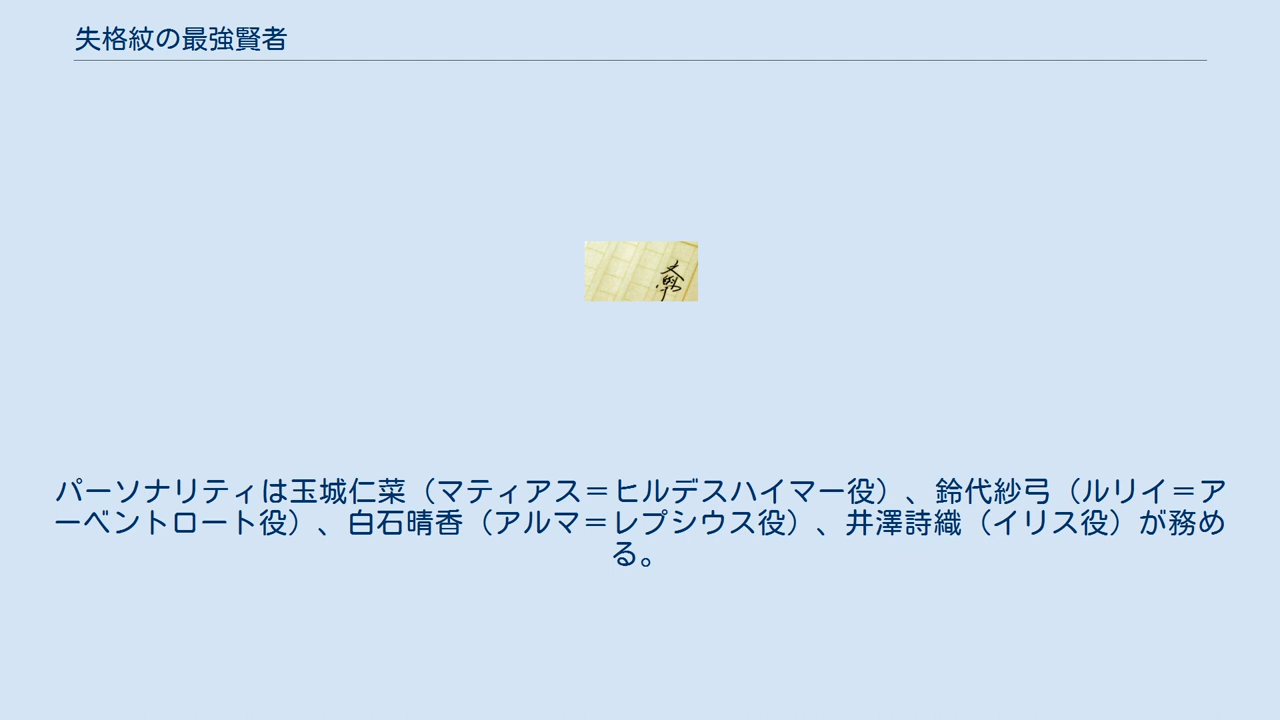 失格紋の最強賢者
パーソナリティは玉城仁菜（マティアス＝ヒルデスハイマー役）、鈴代紗弓（ルリイ＝ア
ーベントロート役）、白石晴香（アルマ＝レプシウス役）、井澤詩織（イリス役）が務め
る。